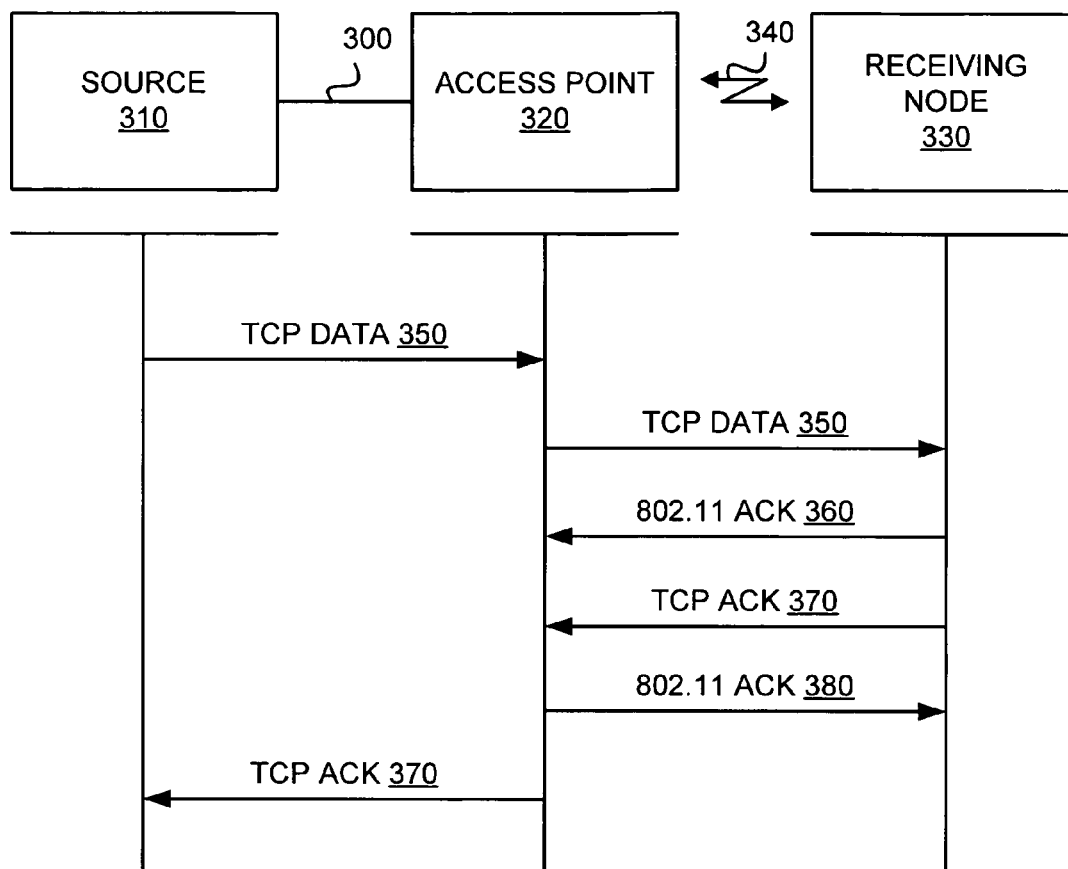 300
340
SOURCE
310
ACCESS POINT
320
RECEIVING
NODE
330
TCP DATA 350
TCP DATA 350
802.11 ACK 360
TCP ACK 370
802.11 ACK 380
TCP ACK 370